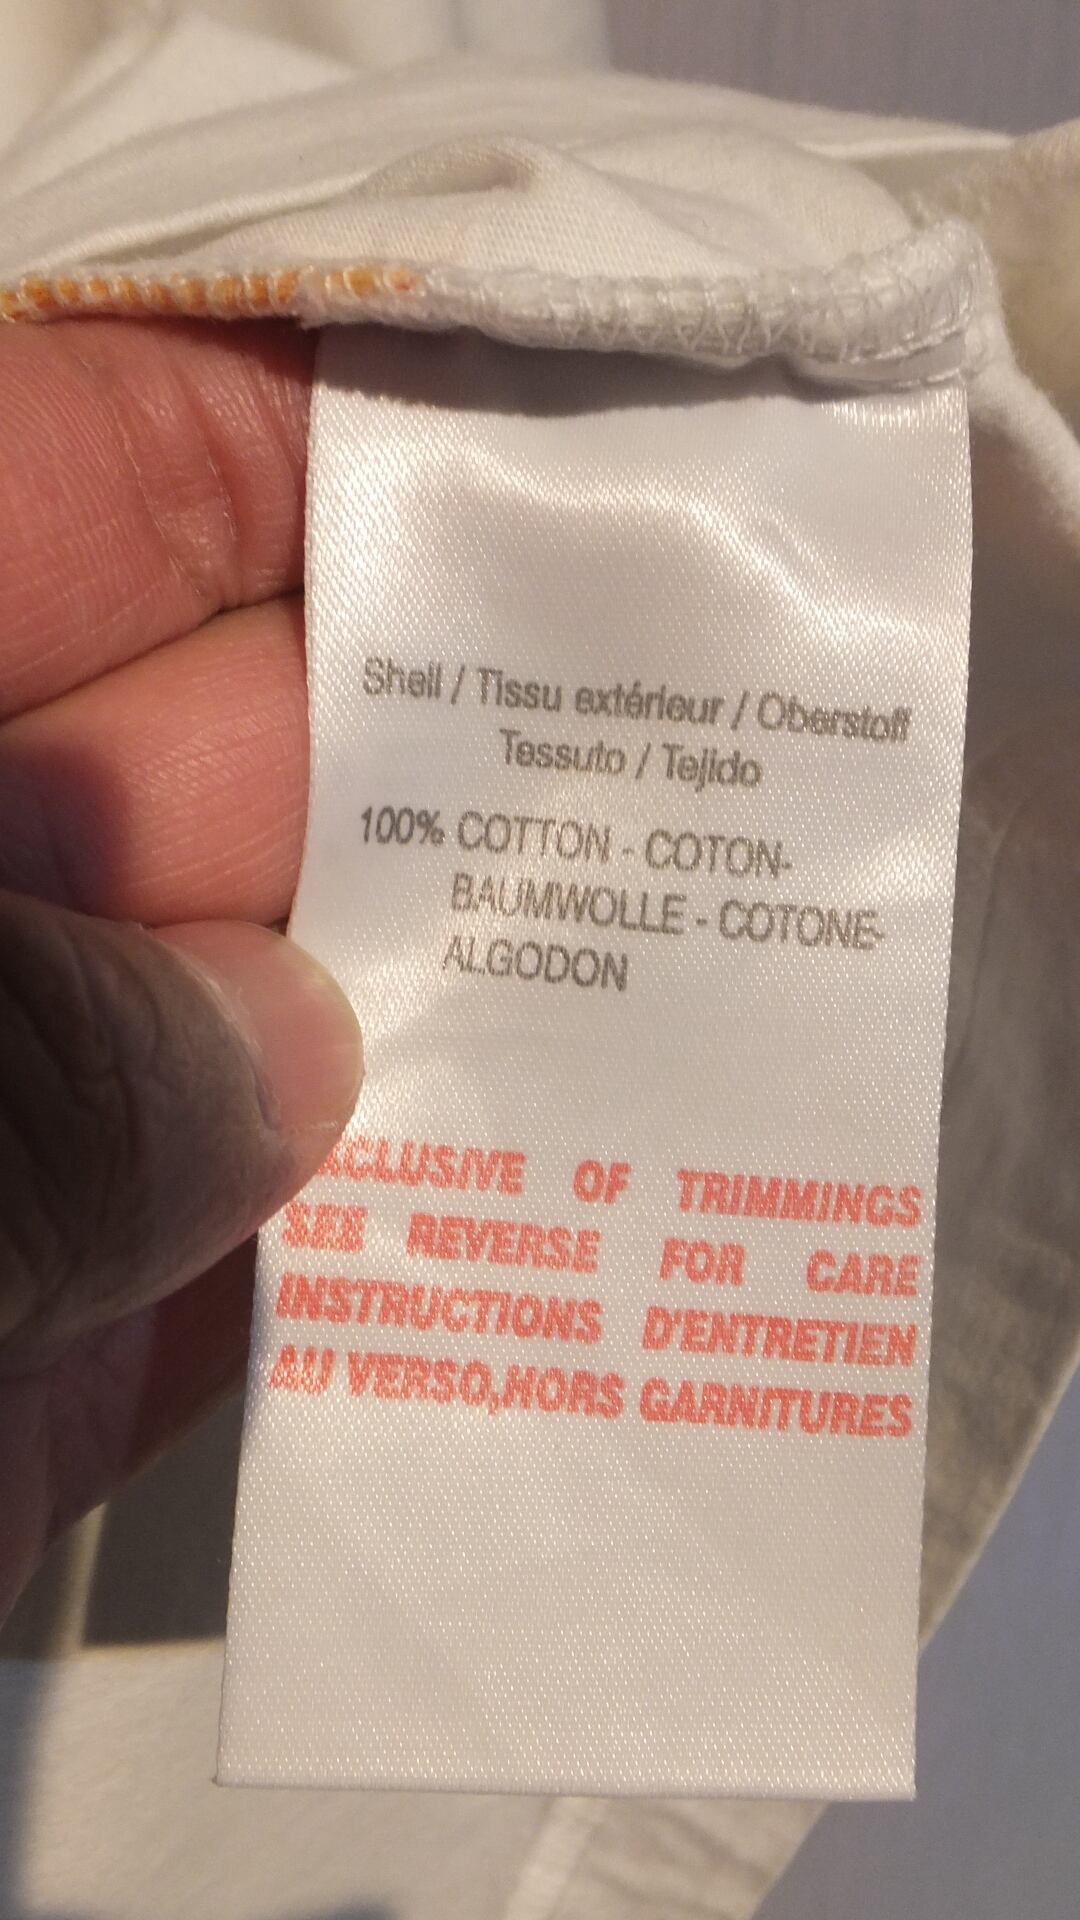 Shell / Tissu extérieur / Oberstoff
Tessuto / Tejido
100% COTTON - COTON-
BAUMWOLLE - COTONE-
ALGODON
XCLUSIVE OF TRIMMINGS
SEE REVERSE FOR CARE
INSTRUCTIONS D'ENTRETIEN
AU VERSO,HORS GARNITURES